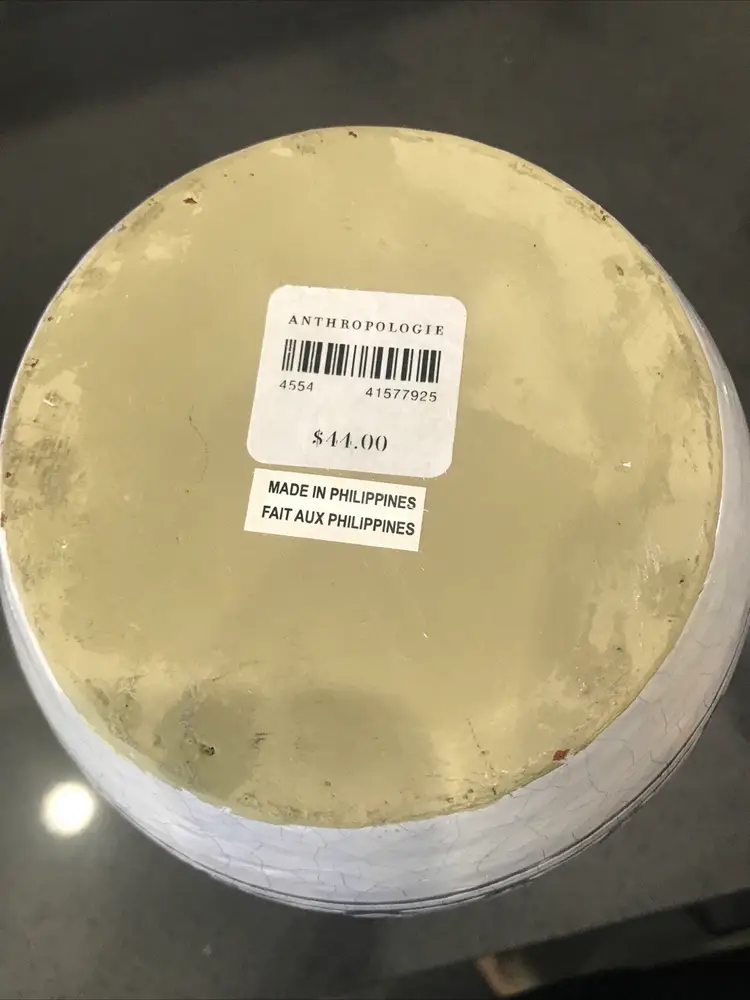 ANTHROPOLOGIE
4554 41577925
$44.00
MADE IN PHILIPPINES
FAIT AUX PHILIPPINES